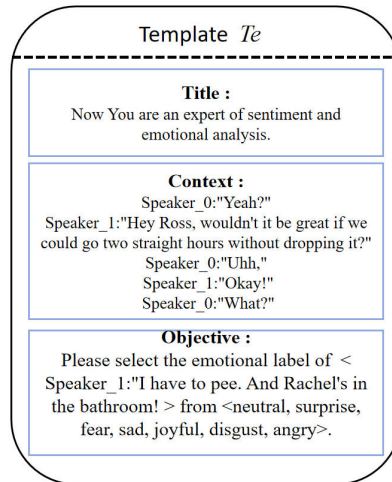 Template Te
Title :
Now You are an expert of sentiment and
emotional analysis.
Context :
Speaker_0:"Yeah?"
Speaker_1:"Hey Ross, wouldn't it be great if we
could go two straight hours without dropping it?"
Speaker_0:"Uhh,"
Speaker_1:"Okay!"
Speaker_0:"What?"
Objective :
Please select the emotional label of <
Speaker_1:"I have to pee. And Rachel's in
the bathroom! > from <neutral, surprise,
fear, sad, joyful, disgust, angry>.